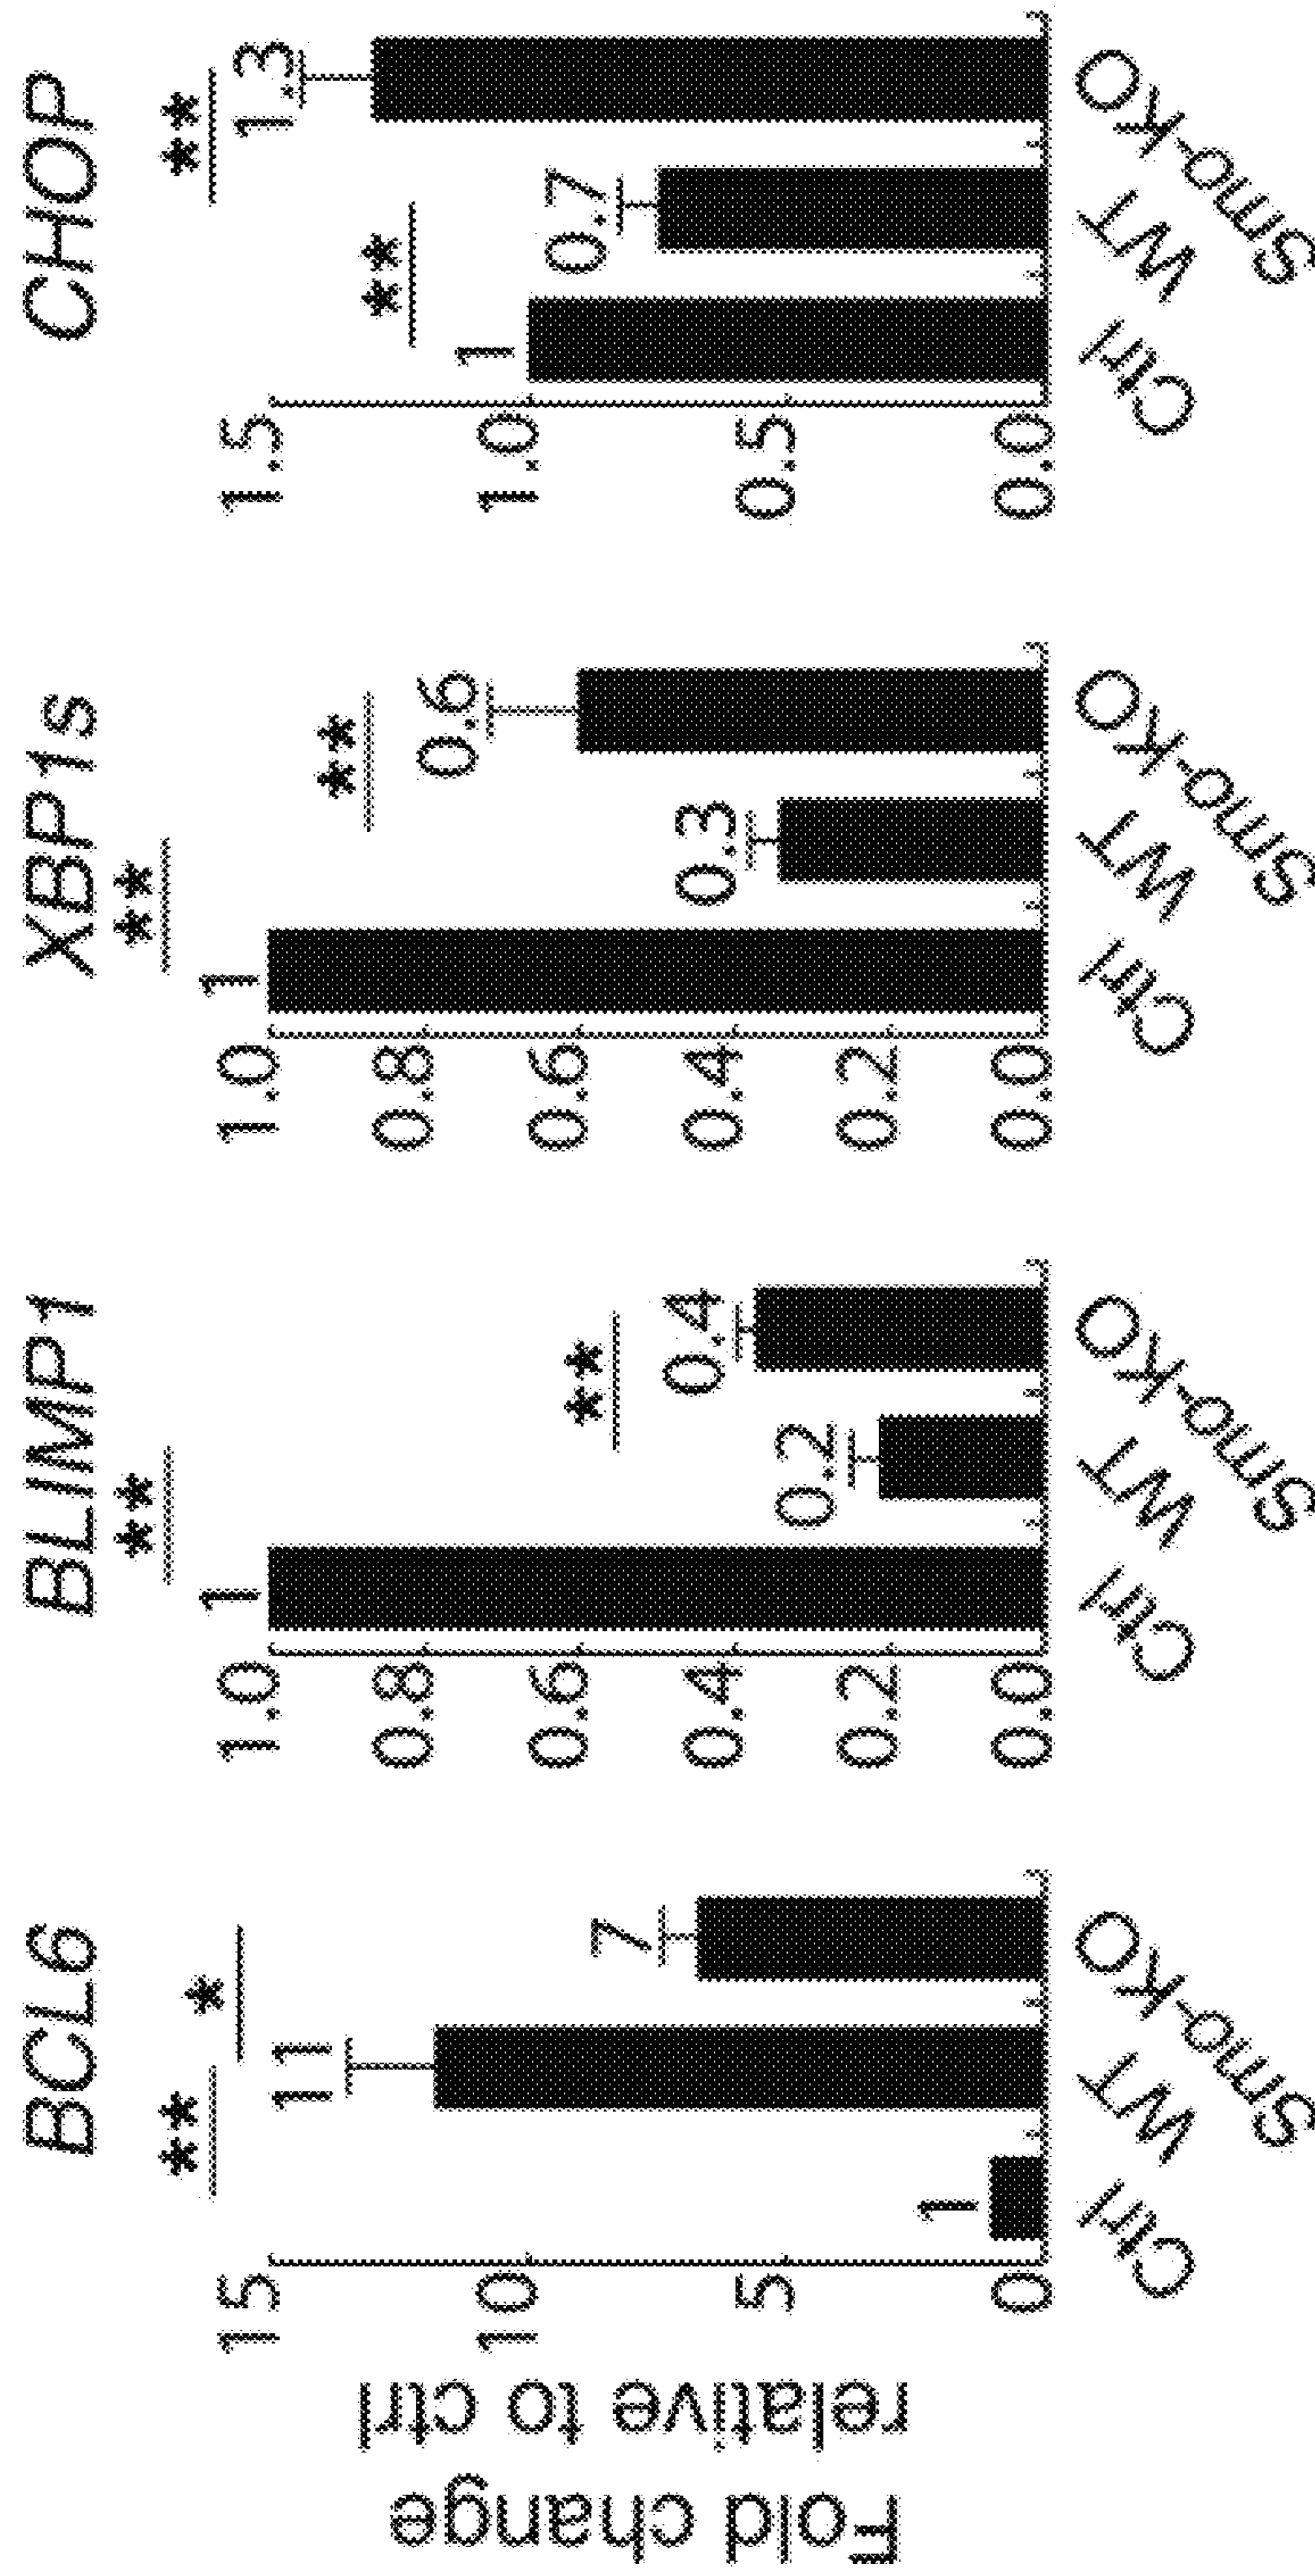 Fold change
relative to ctrl
BCL6
** *
15
10
5
0
1
11
7
Ctrl
WT
Smo-KO
BLIMP1
** **
1.0
0.8
0.6
0.4
0.2
0.0
1
0.2
0.4
Ctrl
WT
Smo-KO
XBP1s
** **
1.0
0.8
0.6
0.4
0.2
0.0
1
0.3
0.6
Ctrl
WT
Smo-KO
CHOP
** **
1.5
1.0
0.5
0.0
1
0.7
1.3
Ctrl
WT
Smo-KO